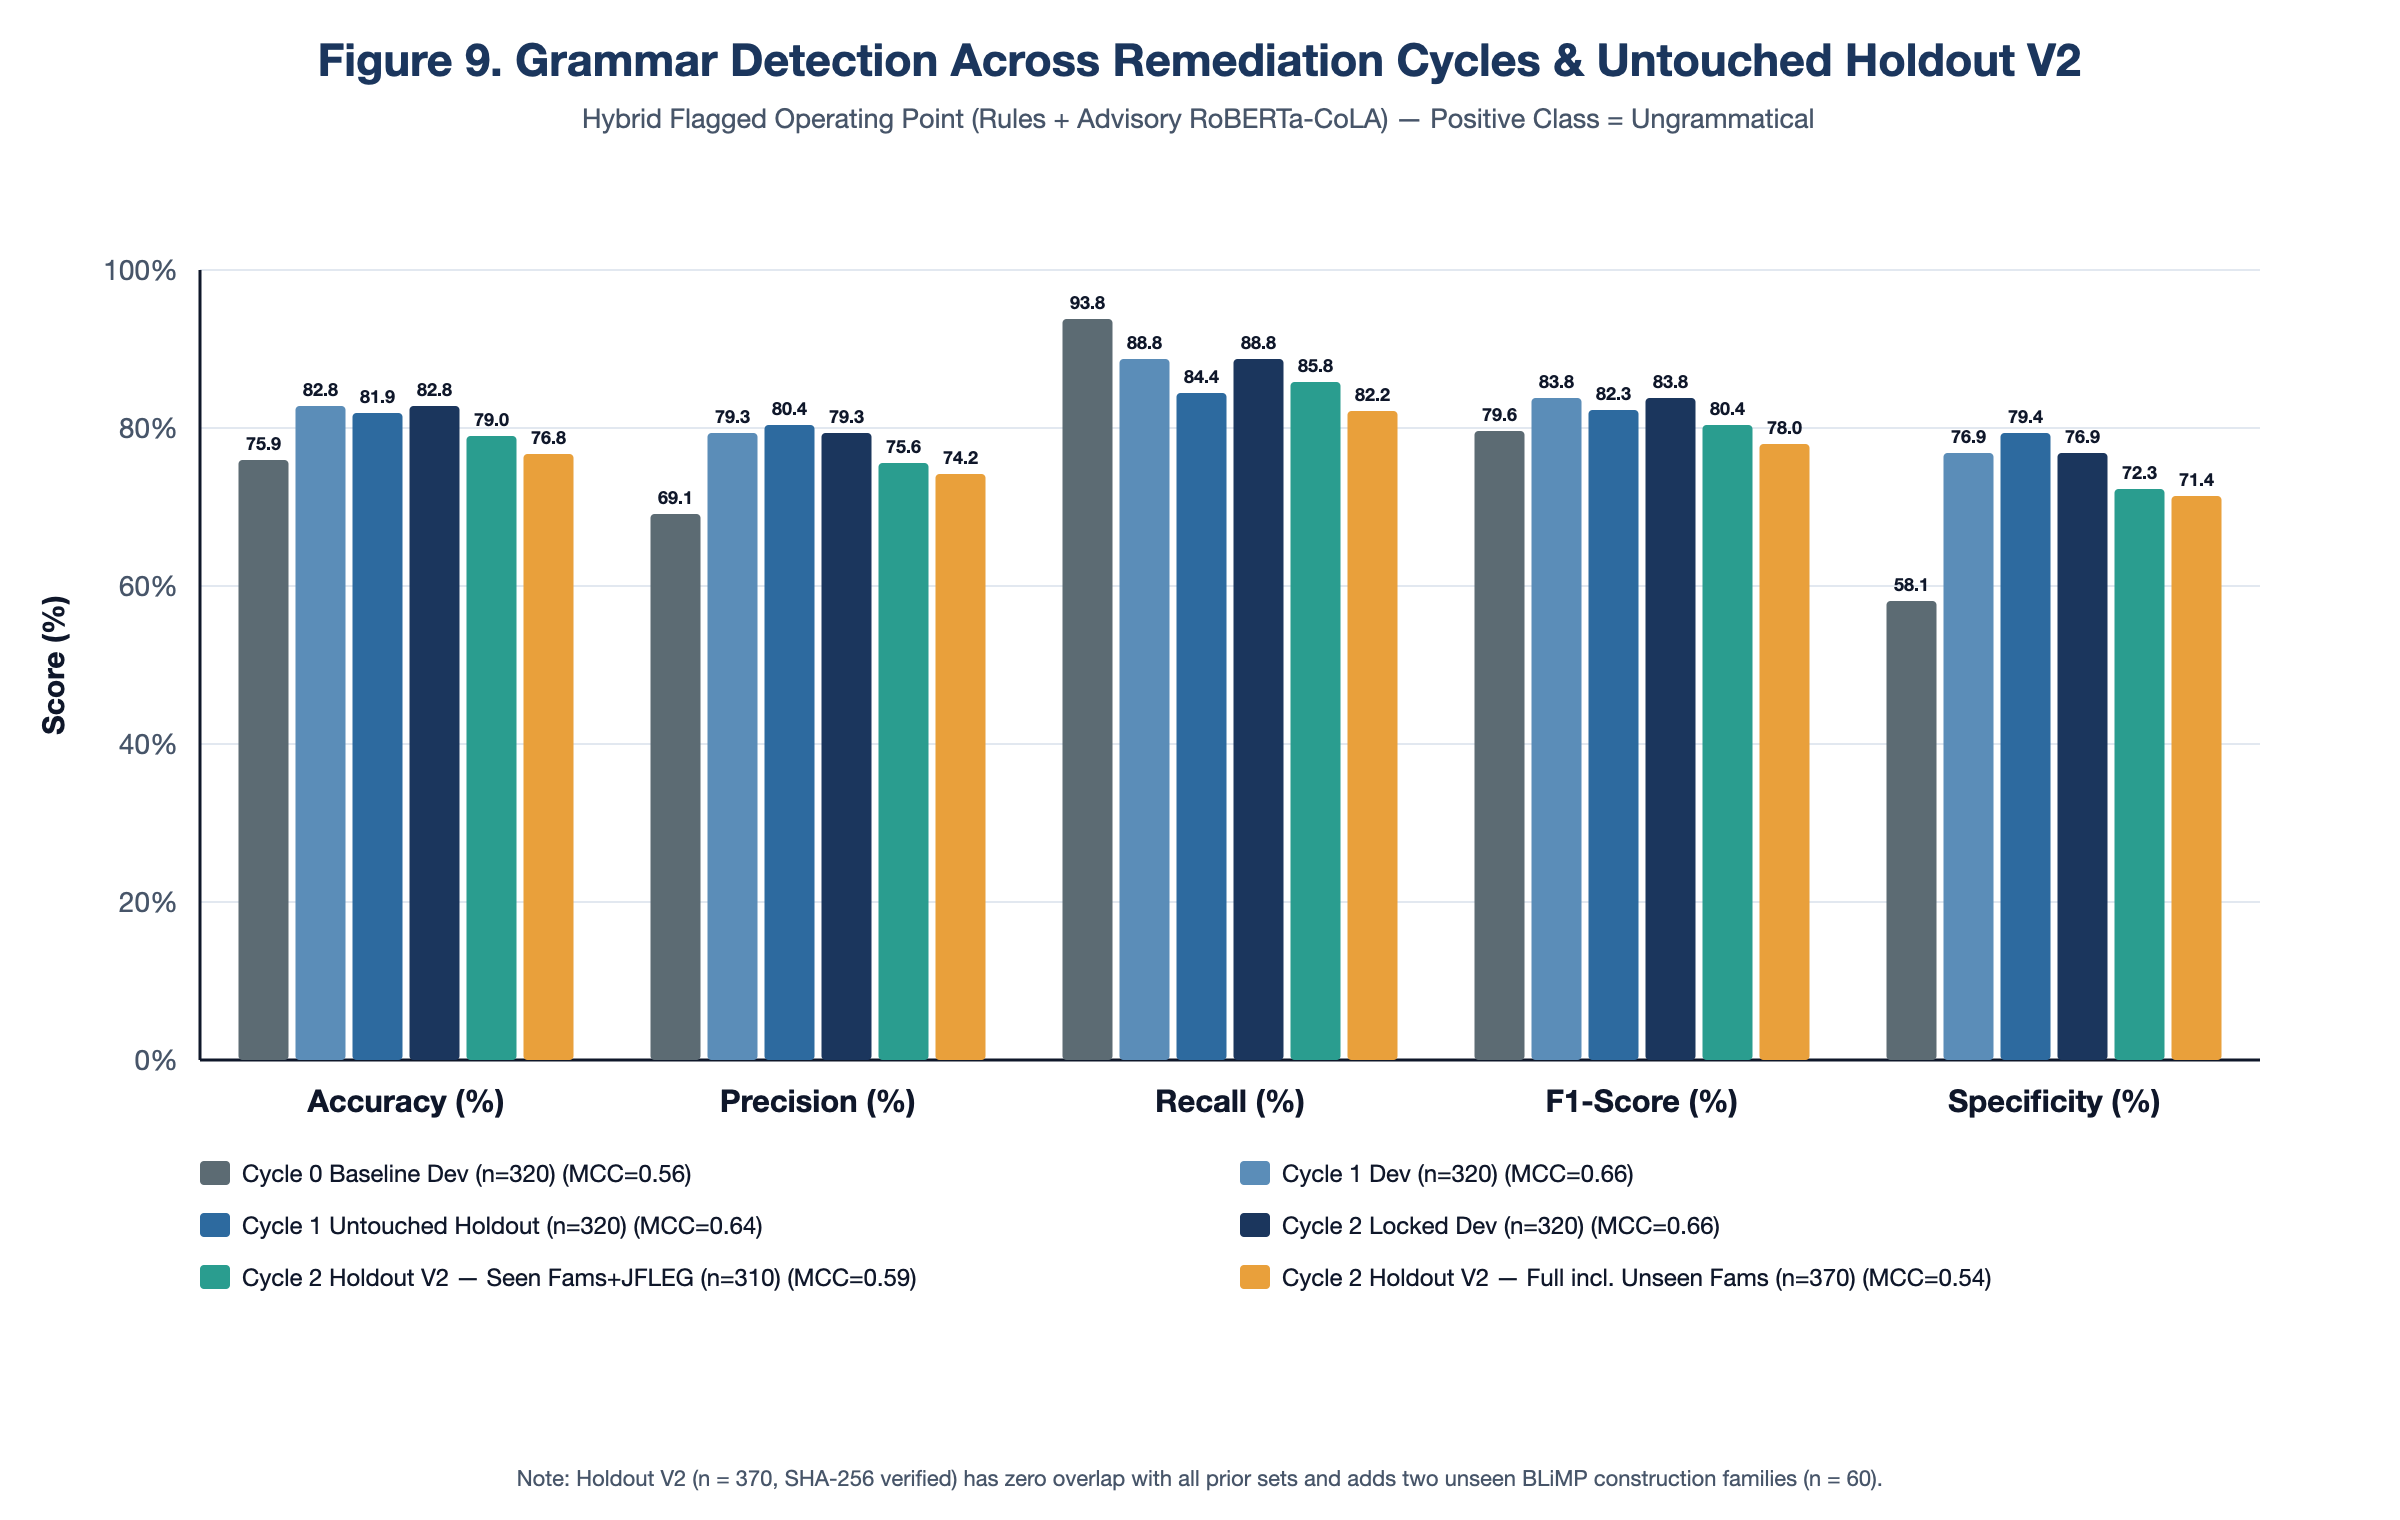 Figure 9. Grammar Detection Across Remediation Cycles & Untouched Holdout V2
Hybrid Flagged Operating Point (Rules + Advisory RoBERTa-CoLA) — Positive Class = Ungrammatical
Score (%)
100%
80%
60%
40%
20%
0%
75.9
82.8
81.9
82.8
79.0
76.8
69.1
79.3
80.4
79.3
75.6
74.2
93.8
88.8
84.4
88.8
85.8
82.2
79.6
83.8
82.3
83.8
80.4
78.0
58.1
76.9
79.4
76.9
72.3
71.4
Accuracy (%)
Precision (%)
Recall (%)
F1-Score (%)
Specificity (%)
Cycle 0 Baseline Dev (n=320) (MCC=0.56)
Cycle 1 Dev (n=320) (MCC=0.66)
Cycle 1 Untouched Holdout (n=320) (MCC=0.64)
Cycle 2 Locked Dev (n=320) (MCC=0.66)
Cycle 2 Holdout V2 — Seen Fams+JFLEG (n=310) (MCC=0.59)
Cycle 2 Holdout V2 — Full incl. Unseen Fams (n=370) (MCC=0.54)
Note: Holdout V2 (n = 370, SHA-256 verified) has zero overlap with all prior sets and adds two unseen BLiMP construction families (n = 60).